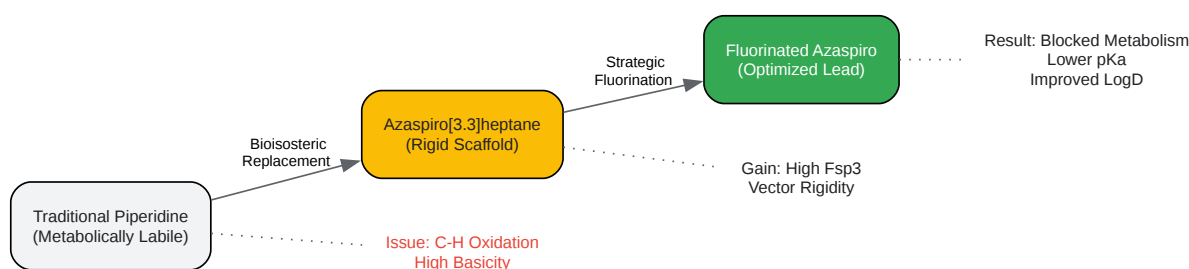 Fluorinated Azaspiro
(Optimized Lead)
Result: Blocked Metabolism
Lower pKa
Improved LogD
Strategic
Fluorination
Azaspiro[3.3]heptane
(Rigid Scaffold)
Bioisosteric
Replacement
Gain: High Fsp3
Vector Rigidity
Traditional Piperidine
(Metabolically Labile)
Issue: C-H Oxidation
High Basicity